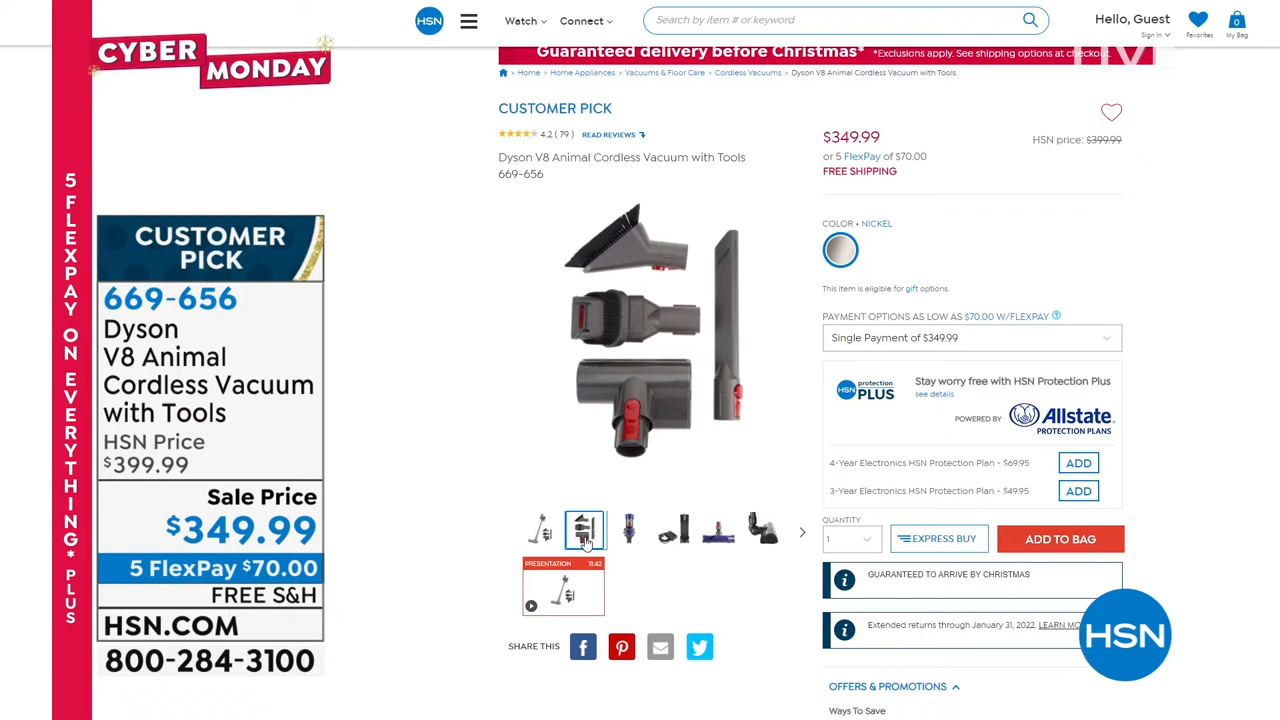 HSN
Watch
Connect
Search by item # or keyword
Hello, Guest
Sign In
Favorites
0
My Bag
CYBER
MONDAY
Guaranteed delivery before Christmas* *Exclusions apply. See shipping options at checkout.
LIVE
Home > Home Appliances > Vacuums & Floor Care > Cordless Vacuums > Dyson V8 Animal Cordless Vacuum with Tools
5 FLEXPAY ON EVERYTHING* PLUS
CUSTOMER
PICK
669-656
Dyson
V8 Animal
Cordless Vacuum
with Tools
HSN Price
$399.99
Sale Price
$349.99
5 FlexPay $70.00
FREE S&H
HSN.COM
800-284-3100
CUSTOMER PICK
4.2 ( 79 ) READ REVIEWS
Dyson V8 Animal Cordless Vacuum with Tools
669-656
PRESENTATION 11:42
SHARE THIS
$349.99
HSN price: $399.99
or 5 FlexPay of $70.00
FREE SHIPPING
COLOR • NICKEL
This item is eligible for gift options.
PAYMENT OPTIONS AS LOW AS $70.00 W/FLEXPAY ?
Single Payment of $349.99
HSN protection PLUS
Stay worry free with HSN Protection Plus
see details
POWERED BY Allstate.
PROTECTION PLANS
4-Year Electronics HSN Protection Plan - $69.95 ADD
3-Year Electronics HSN Protection Plan - $49.95 ADD
QUANTITY
1
EXPRESS BUY
ADD TO BAG
GUARANTEED TO ARRIVE BY CHRISTMAS
Extended returns through January 31, 2022. LEARN MO
HSN
OFFERS & PROMOTIONS
Ways To Save